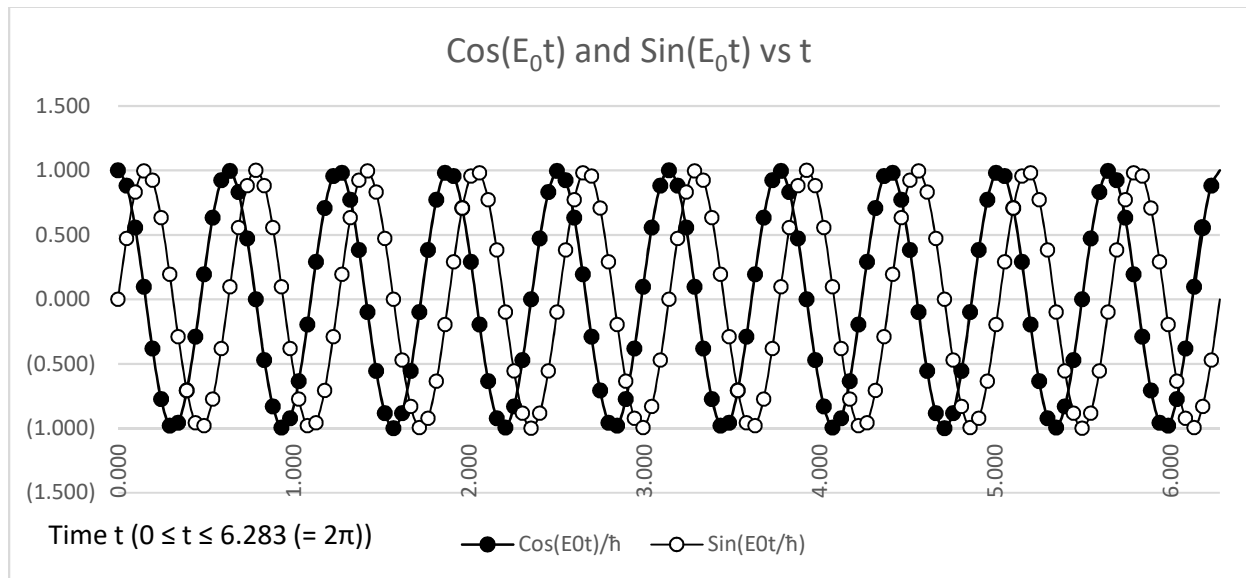 Cos(E₀t) and Sin(E₀t) vs t
1.500
1.000
0.500
0.000
(0.500)
(1.000)
(1.500)
0.000 1.000 2.000 3.000 4.000 5.000 6.000
Time t (0 ≤ t ≤ 6.283 (= 2π)) Cos(E0t)/ħ Sin(E0t/ħ)